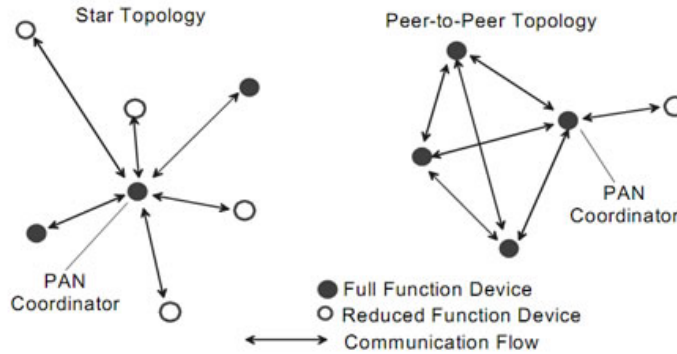 Star Topology
Peer-to-Peer Topology
PAN
Coordinator
PAN
Coordinator
Full Function Device
Reduced Function Device
Communication Flow